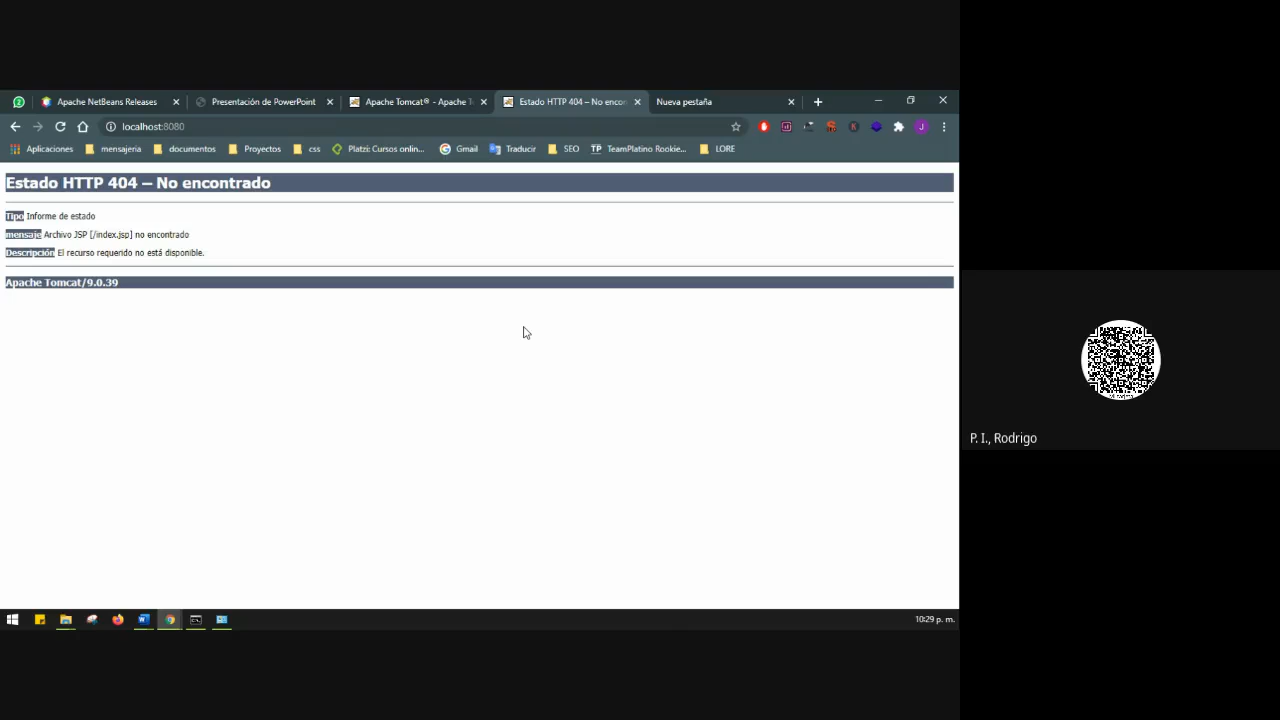 Apache NetBeans Releases
Presentación de PowerPoint
Apache Tomcat® - Apache T
Estado HTTP 404 – No encon
Nueva pestaña
localhost:8080
Aplicaciones
mensajeria
documentos
Proyectos
css
Platzi: Cursos onlin...
Gmail
Traducir
SEO
TP TeamPlatino Rookie...
LORE
Estado HTTP 404 – No encontrado
Tipo Informe de estado
mensaje Archivo JSP [/index.jsp] no encontrado
Descripción El recurso requerido no está disponible.
Apache Tomcat/9.0.39
P. I., Rodrigo
10:29 p. m.